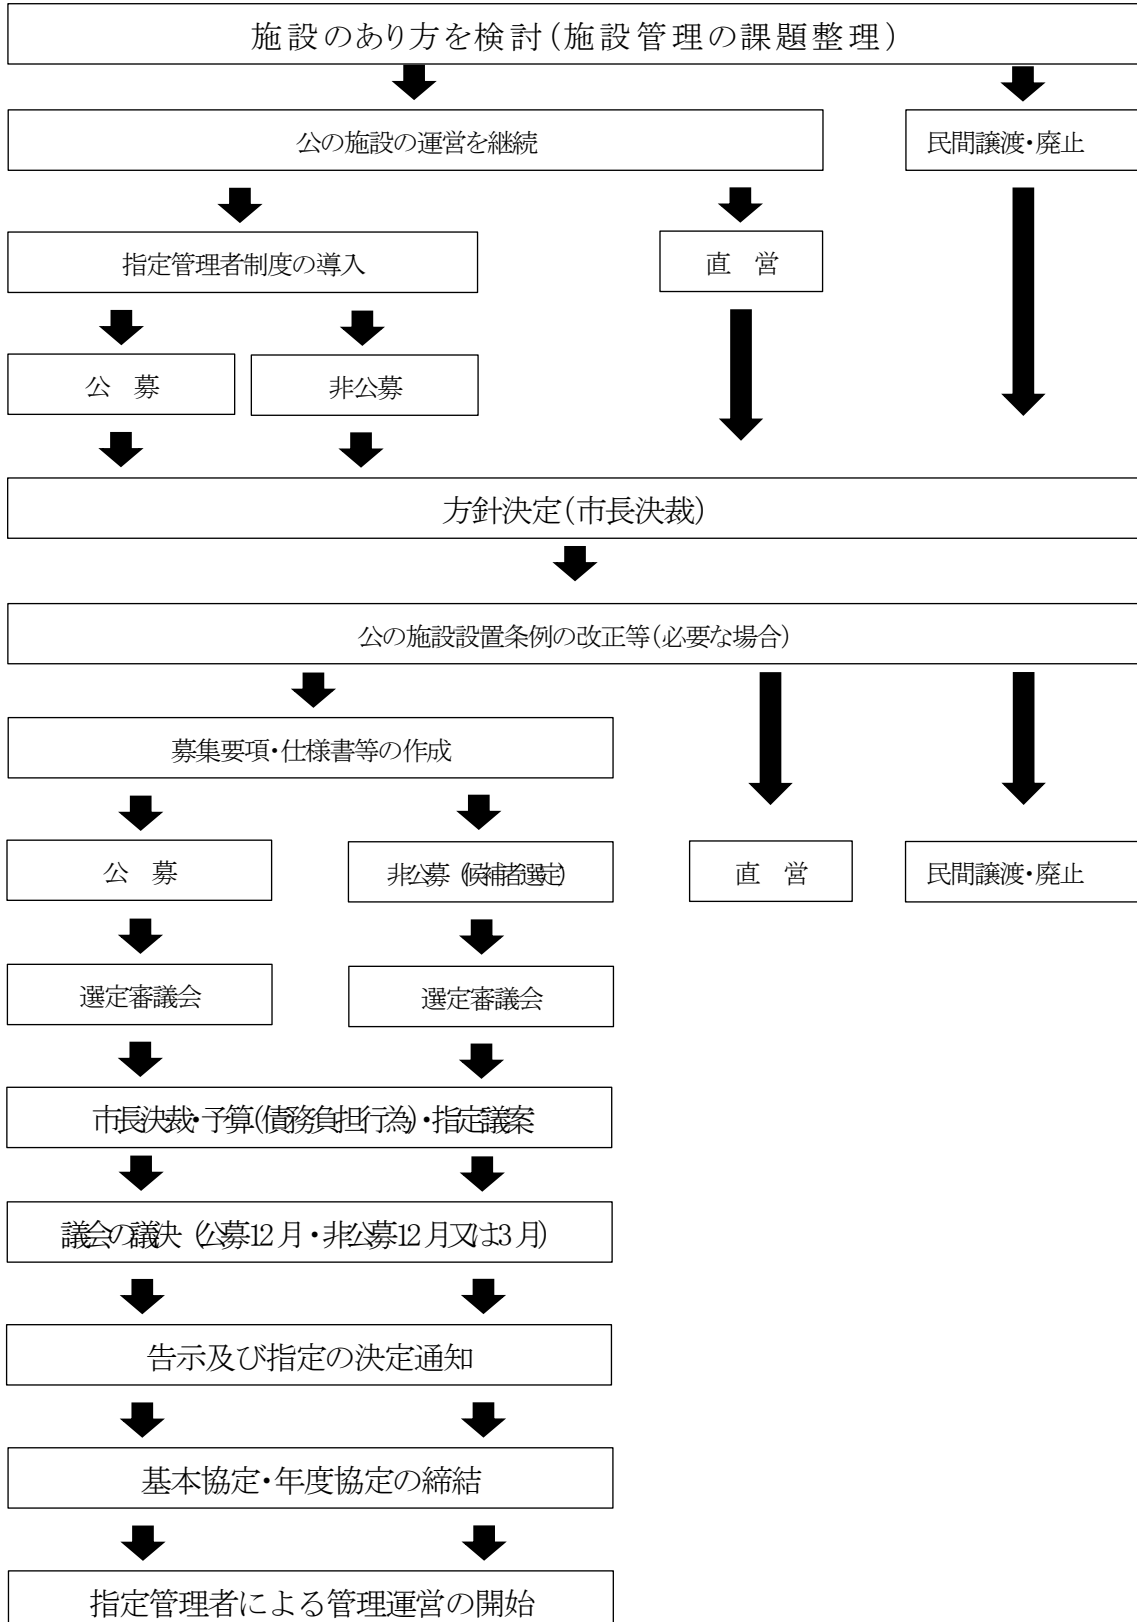 施設のあり方を検討(施設管理の課題整理)
公の施設の運営を継続
民間譲渡・廃止
指定管理者制度の導入
直　営
公　募
非公募
方針決定(市長決裁)
公の施設設置条例の改正等(必要な場合)
募集要項・仕様書等の作成
公　募
非公募 (候補者選定)
直　営
民間譲渡・廃止
選定審議会
選定審議会
市長決裁・予算(債務負担行為)・指定議案
議会の議決 (公募12月・非公募12月又は3月)
告示及び指定の決定通知
基本協定・年度協定の締結
指定管理者による管理運営の開始